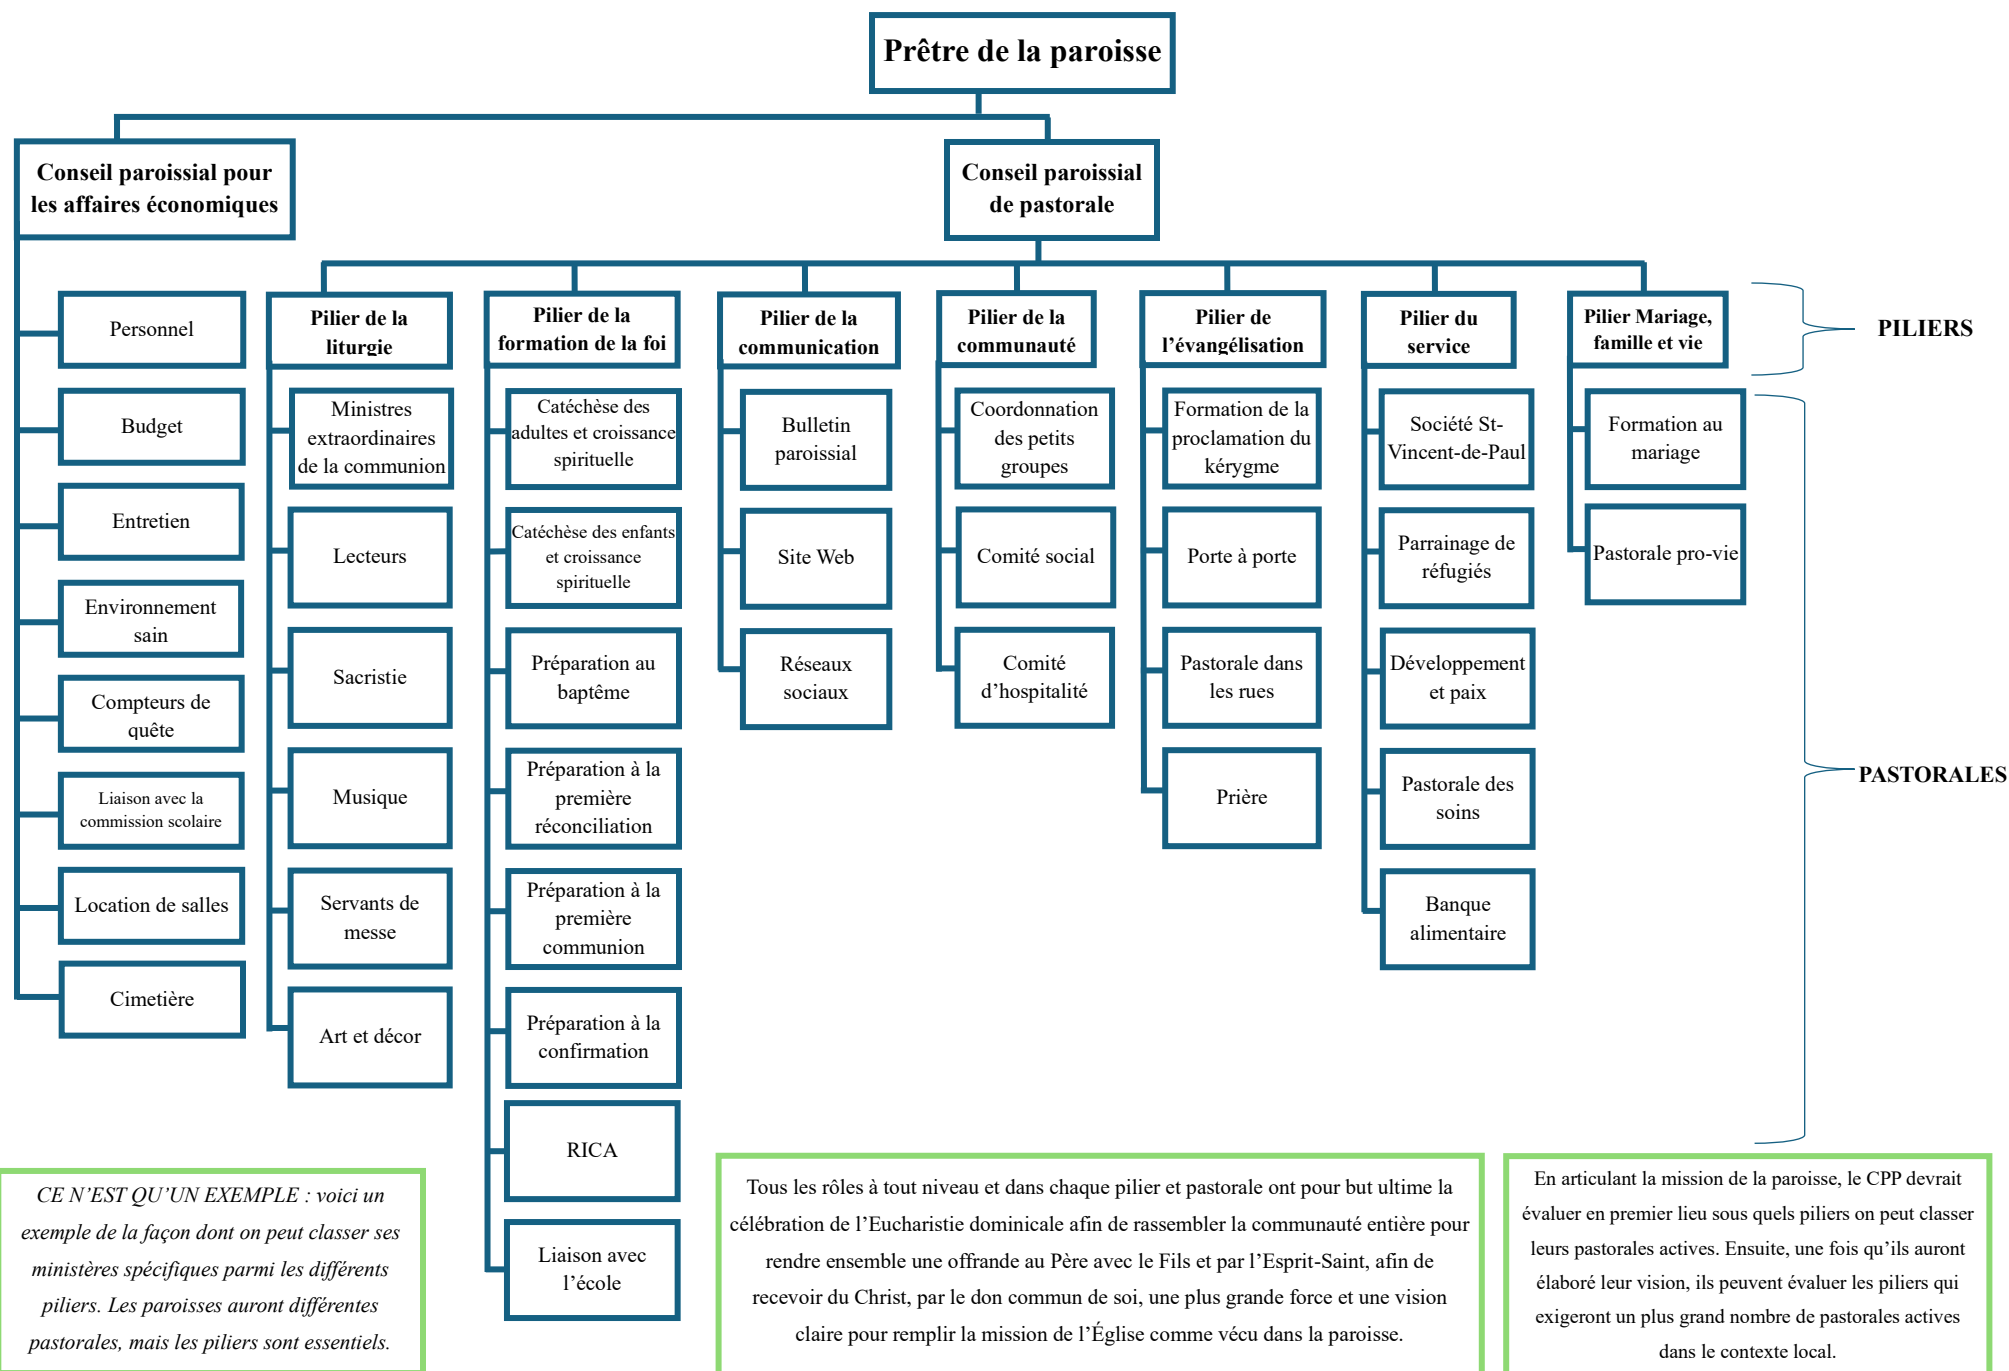 Prêtre de la paroisse
Conseil paroissial pour
les affaires économiques
Conseil paroissial
de pastorale
Personnel
Budget
Entretien
Environnement
sain
Compteurs de
quête
Liaison avec la
commission scolaire
Location de salles
Cimetière
Pilier de la
liturgie
Ministres
extraordinaires
de la communion
Lecteurs
Sacristie
Musique
Servants de
messe
Art et décor
Pilier de la
formation de la foi
Catéchèse des
adultes et croissance
spirituelle
Catéchèse des enfants
et croissance
spirituelle
Préparation au
baptême
Préparation à la
première
réconciliation
Préparation à la
première
communion
Préparation à la
confirmation
RICA
Liaison avec
l’école
Pilier de la
communication
Bulletin
paroissial
Site Web
Réseaux
sociaux
Pilier de la
communauté
Coordonnation
des petits
groupes
Comité social
Comité
d’hospitalité
Pilier de
l’évangélisation
Formation de la
proclamation du
kérygme
Porte à porte
Pastorale dans
les rues
Prière
Pilier du
service
Société St-
Vincent-de-Paul
Parrainage de
réfugiés
Développement
et paix
Pastorale des
soins
Banque
alimentaire
Pilier Mariage,
famille et vie
Formation au
mariage
Pastorale pro-vie
PILIERS
PASTORALES
CE N’EST QU’UN EXEMPLE : voici un
exemple de la façon dont on peut classer ses
ministères spécifiques parmi les différents
piliers. Les paroisses auront différentes
pastorales, mais les piliers sont essentiels.
Tous les rôles à tout niveau et dans chaque pilier et pastorale ont pour but ultime la
célébration de l’Eucharistie dominicale afin de rassembler la communauté entière pour
rendre ensemble une offrande au Père avec le Fils et par l’Esprit-Saint, afin de
recevoir du Christ, par le don commun de soi, une plus grande force et une vision
claire pour remplir la mission de l’Église comme vécu dans la paroisse.
En articulant la mission de la paroisse, le CPP devrait
évaluer en premier lieu sous quels piliers on peut classer
leurs pastorales actives. Ensuite, une fois qu’ils auront
élaboré leur vision, ils peuvent évaluer les piliers qui
exigeront un plus grand nombre de pastorales actives
dans le contexte local.